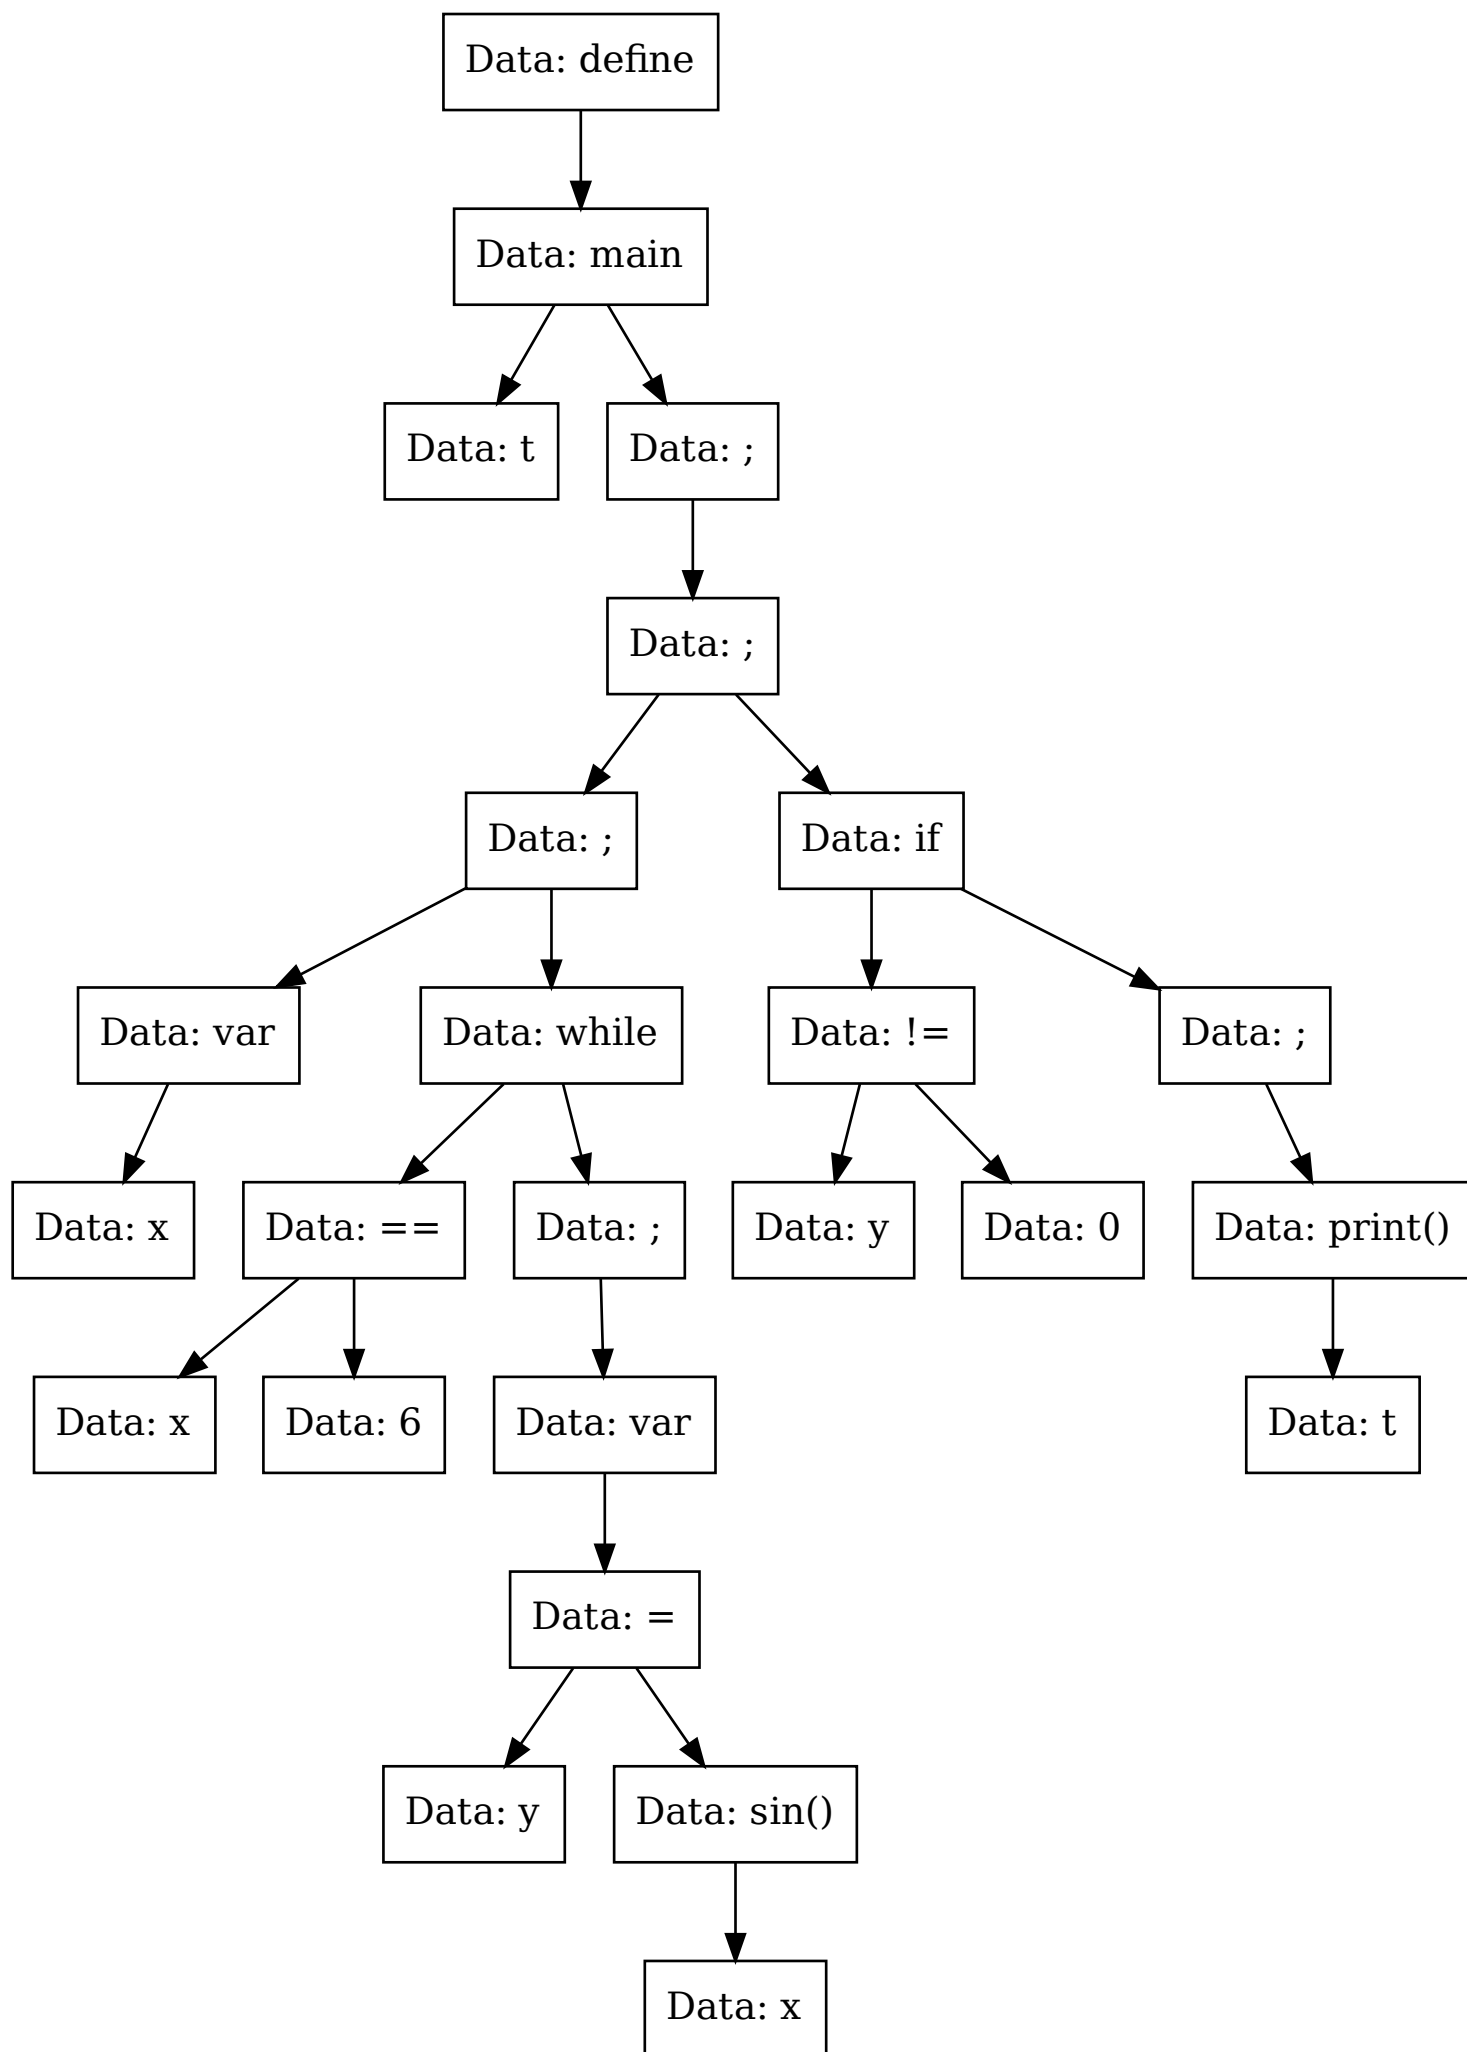 Data: define
Data: main
Data: t
Data: ;
Data: ;
Data: ;
Data: if
Data: var
Data: while
Data: !=
Data: ;
Data: x
Data: ==
Data: ;
Data: y
Data: 0
Data: print()
Data: x
Data: 6
Data: var
Data: t
Data: =
Data: y
Data: sin()
Data: x